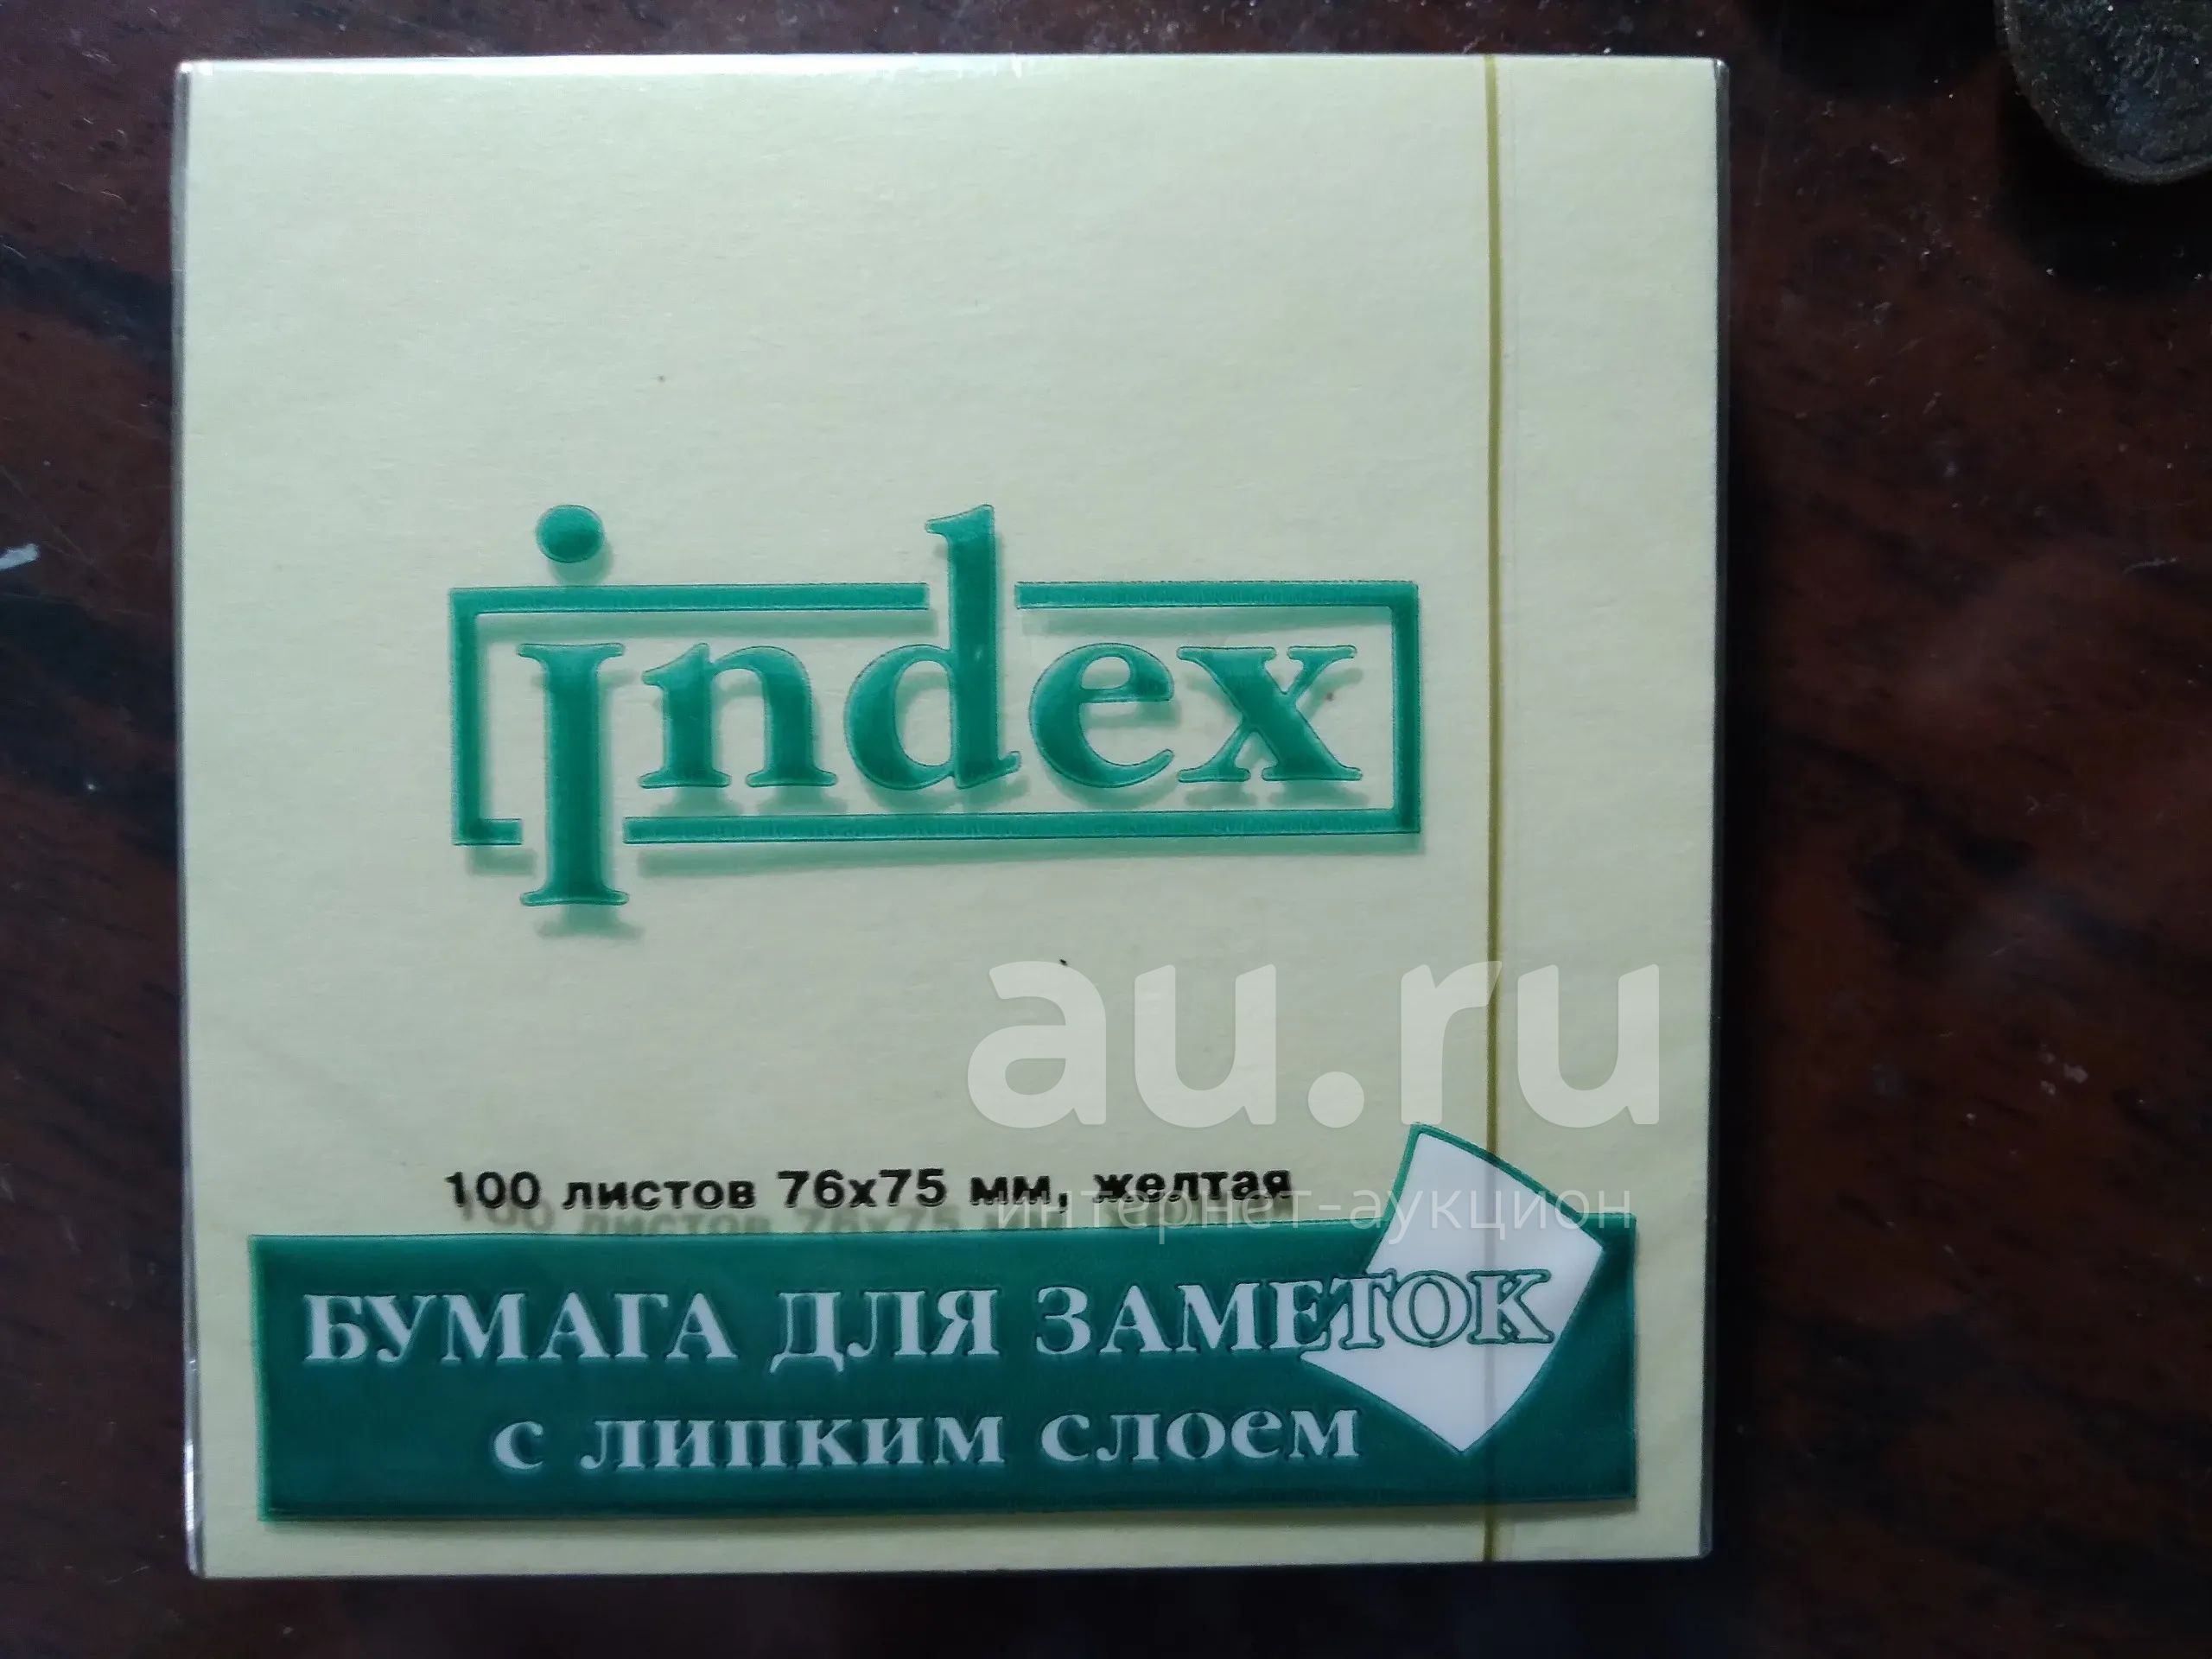 index
au.ru
100 листов 76x75 мм, желтая
интернет-аукцион
БУМАГА ДЛЯ ЗАМЕТОК
с липким слоем